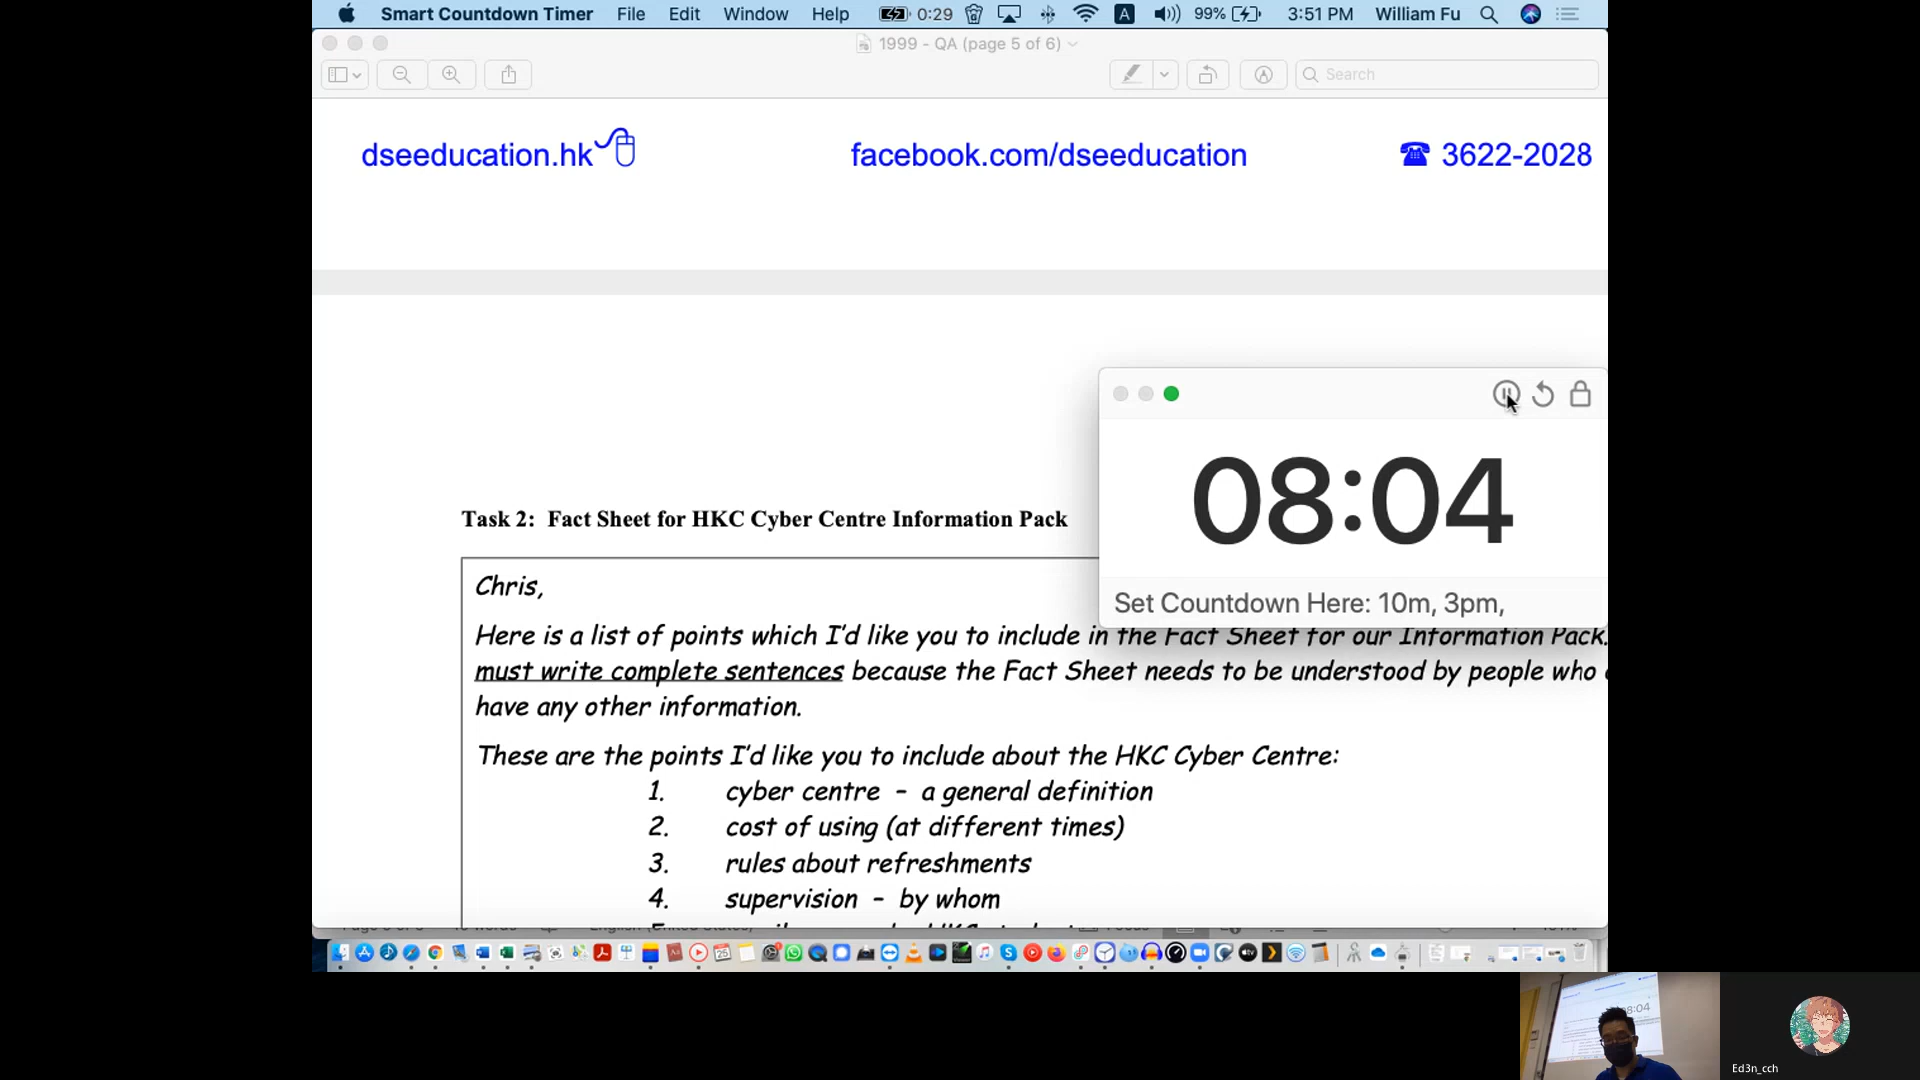 Smart Countdown Timer File Edit Window Help 0:29 A 99% 3:51 PM William Fu
1999 - QA (page 5 of 6)
Search
dseeducation.hk facebook.com/dseeducation ☎ 3622-2028
08:04
Set Countdown Here: 10m, 3pm,
Task 2: Fact Sheet for HKC Cyber Centre Information Pack
Chris,
Here is a list of points which I'd like you to include in the Fact Sheet for our Information Pack.
must write complete sentences because the Fact Sheet needs to be understood by people who
have any other information.
These are the points I'd like you to include about the HKC Cyber Centre:
1. cyber centre - a general definition
2. cost of using (at different times)
3. rules about refreshments
4. supervision - by whom
08:04
Ed3n_cch